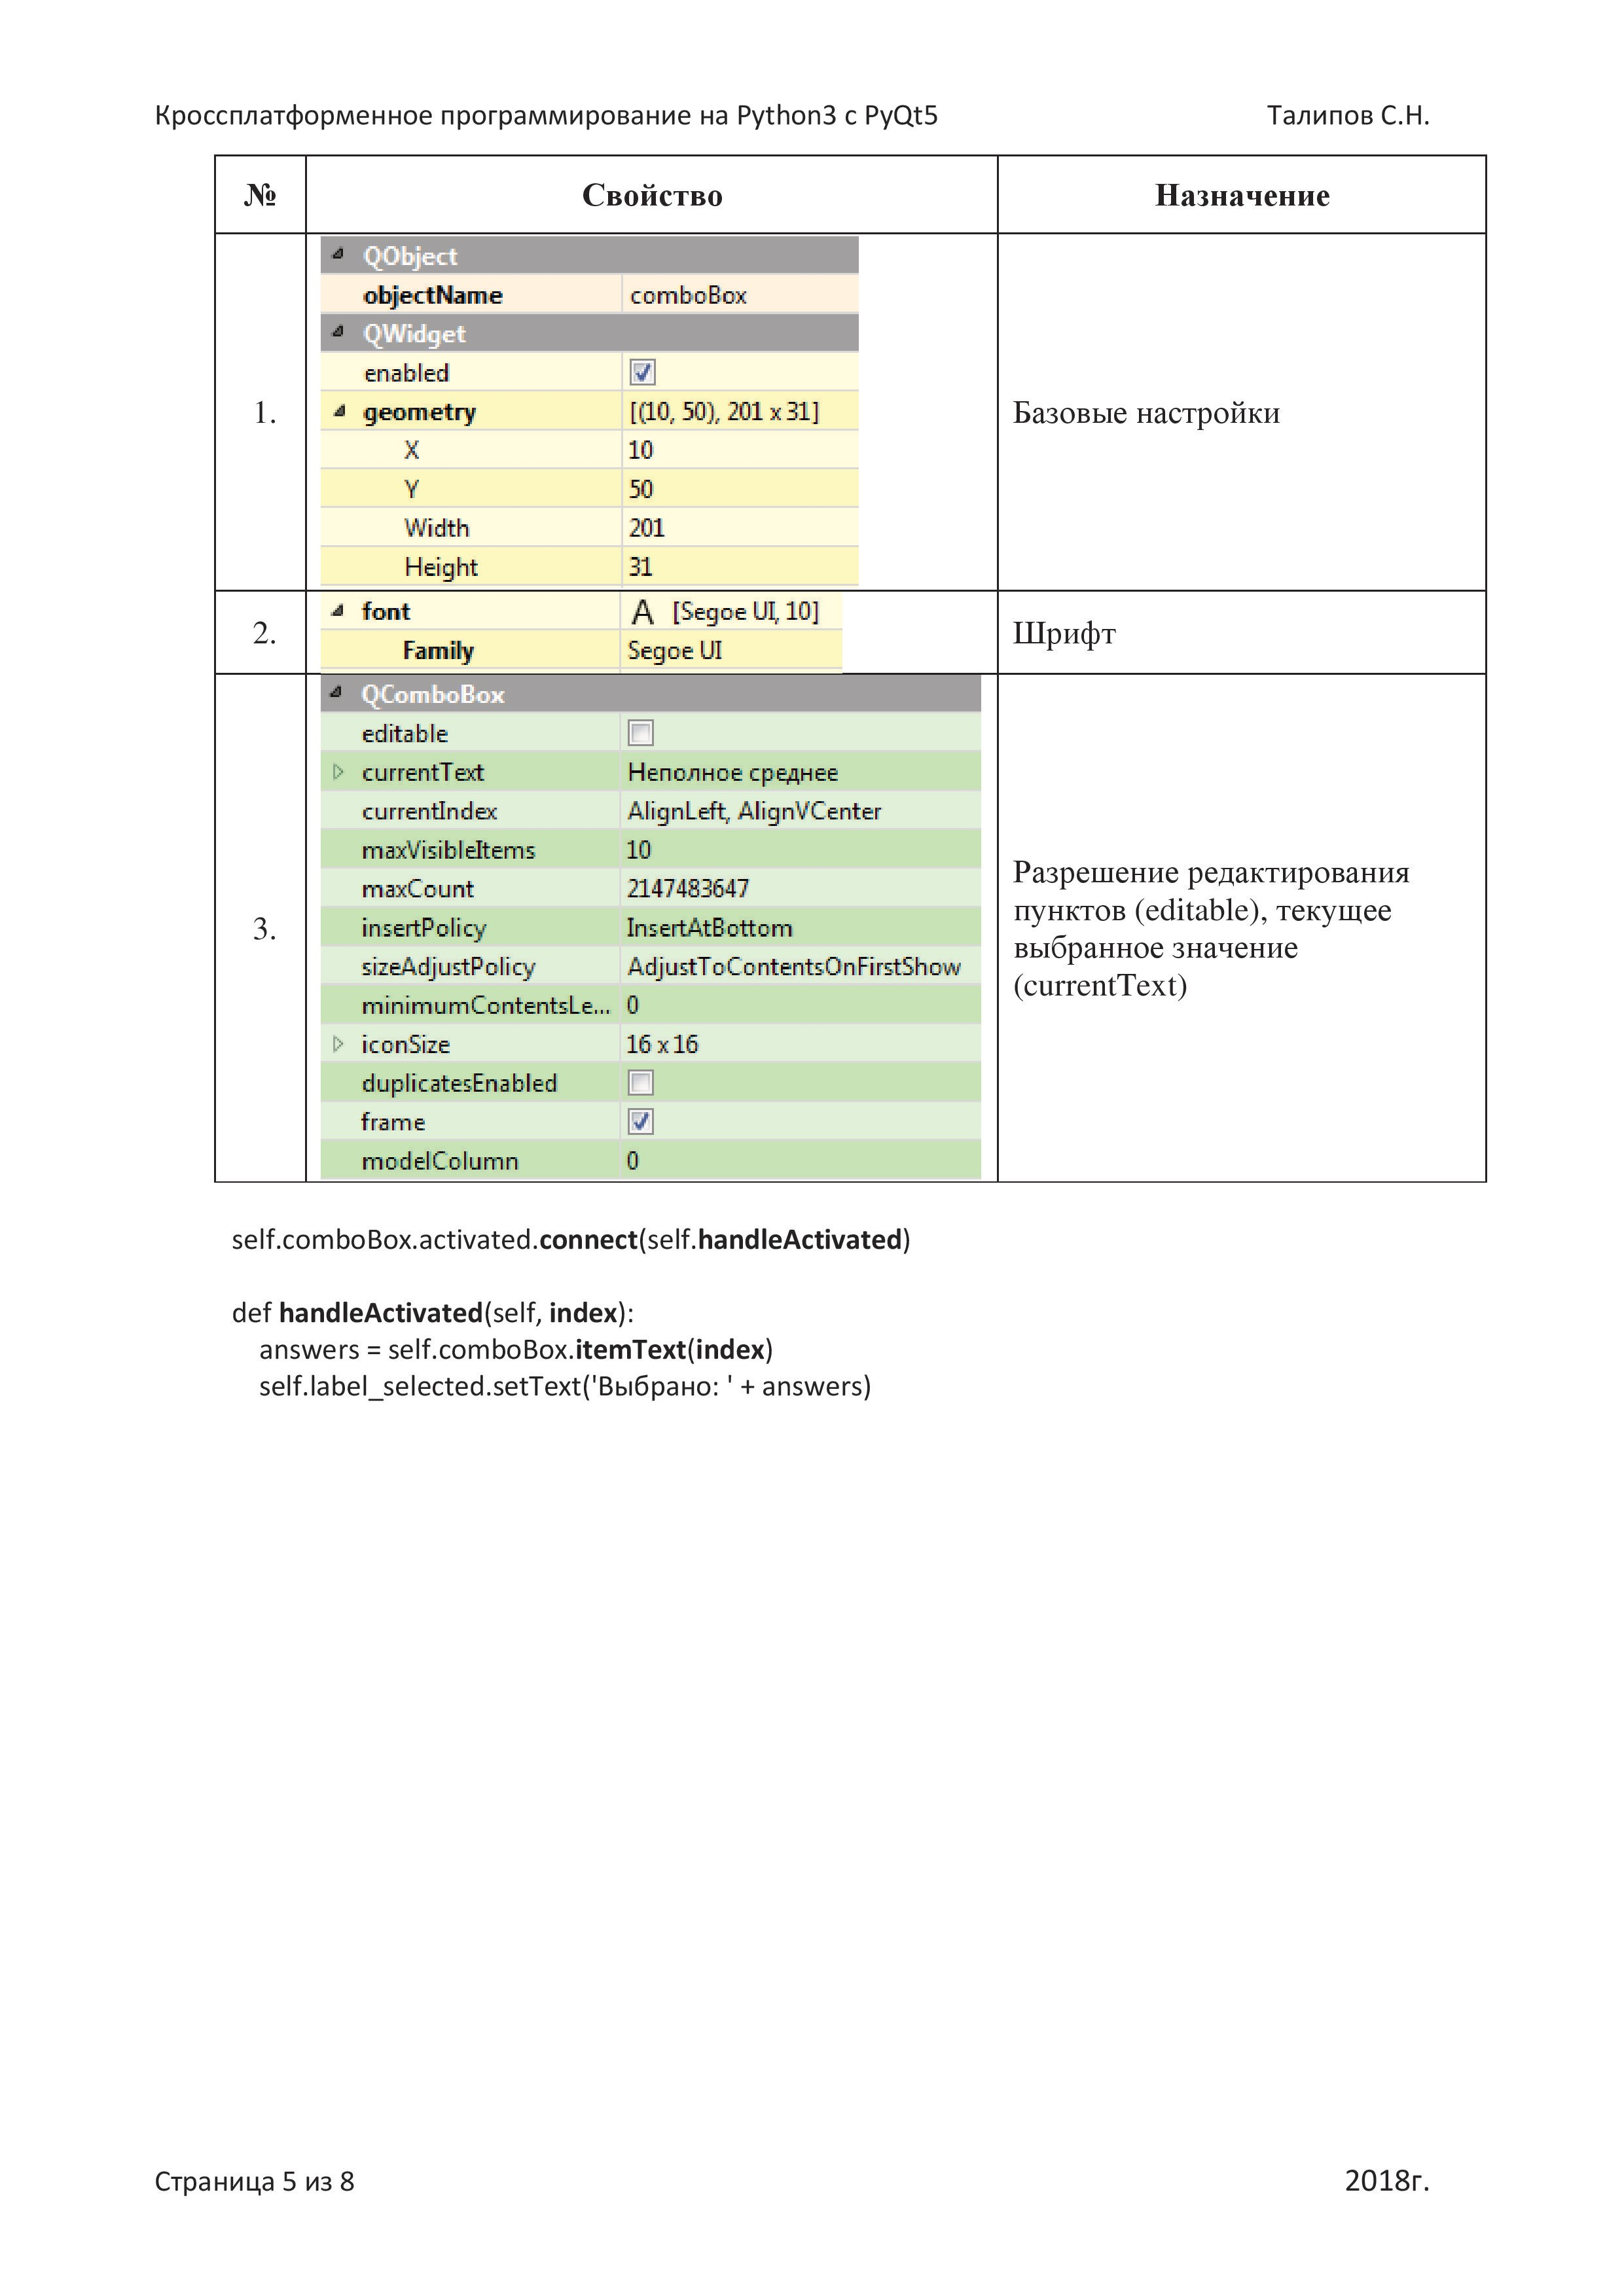 Кроссплатформенное программирование на Python3 с PyQt5 Талипов С.Н.
№ Свойство Назначение
1.
QObject
objectName comboBox
QWidget
enabled
geometry [(10, 50), 201 x 31]
X 10
Y 50
Width 201
Height 31
Базовые настройки
2.
font A [Segoe UI, 10]
Family Segoe UI
Шрифт
3.
QComboBox
editable
currentText Неполное среднее
currentIndex AlignLeft, AlignVCenter
maxVisibleItems 10
maxCount 2147483647
insertPolicy InsertAtBottom
sizeAdjustPolicy AdjustToContentsOnFirstShow
minimumContentsLe... 0
iconSize 16 x 16
duplicatesEnabled
frame
modelColumn 0
Разрешение редактирования
пунктов (editable), текущее
выбранное значение
(currentText)
self.comboBox.activated.connect(self.handleActivated)
def handleActivated(self, index):
answers = self.comboBox.itemText(index)
self.label_selected.setText('Выбрано: ' + answers)
Страница 5 из 8 2018г.